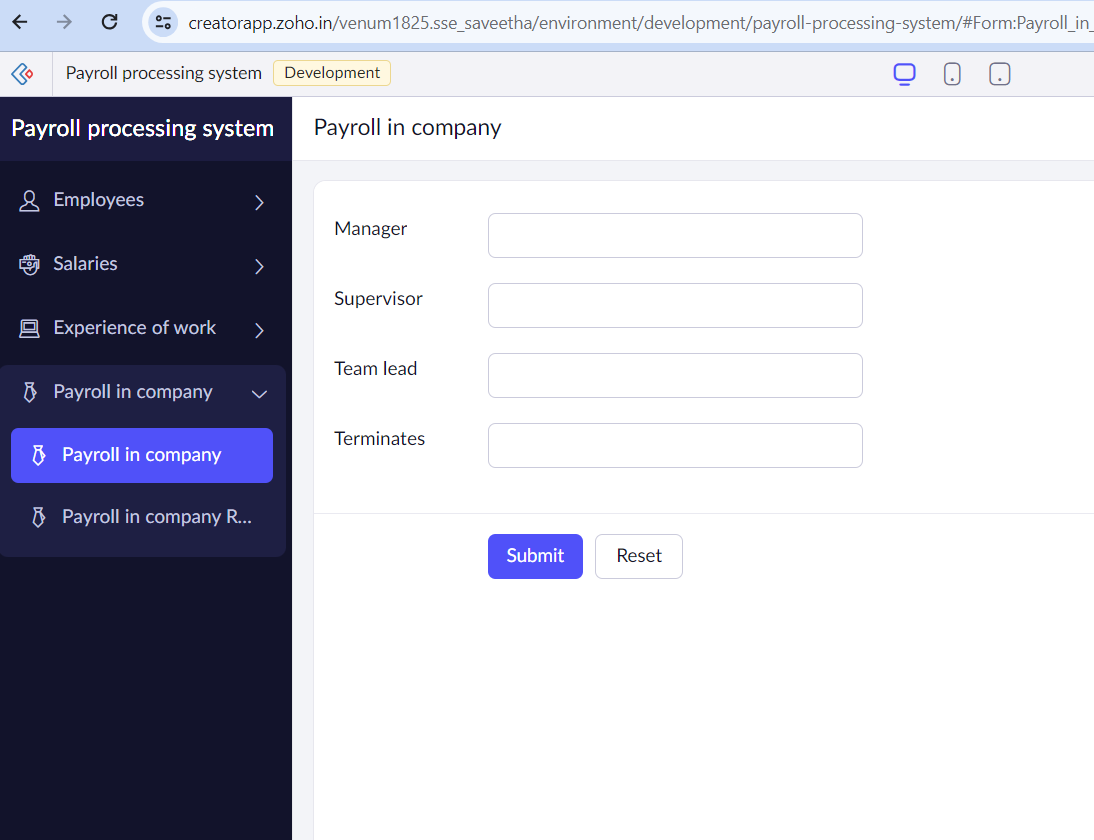 creatorapp.zoho.in/venum1825.sse_saveetha/environment/development/payroll-processing-system/#Form:Payroll_in_
Payroll processing system Development
Payroll processing system
Employees
Salaries
Experience of work
Payroll in company
Payroll in company
Payroll in company R...
Payroll in company
Manager
Supervisor
Team lead
Terminates
Submit Reset